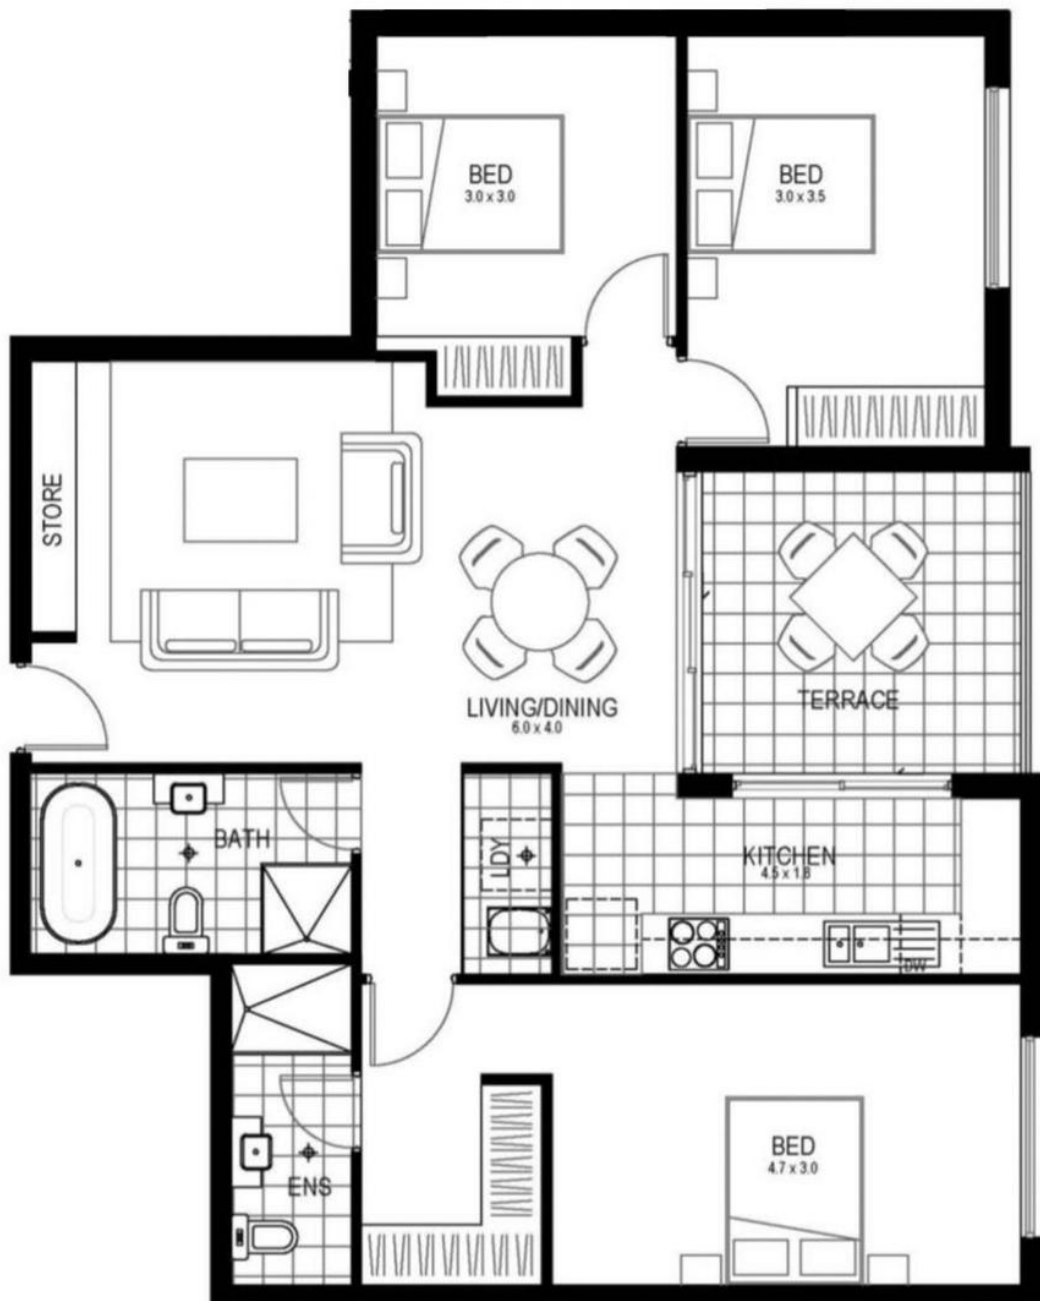 BED
3.0 x 3.0
BED
3.0 x 3.5
STORE
LIVING/DINING
6.0 x 4.0
TERRACE
BATH
LDY
KITCHEN
4.5 x 1.8
DW
ENS
BED
4.7 x 3.0